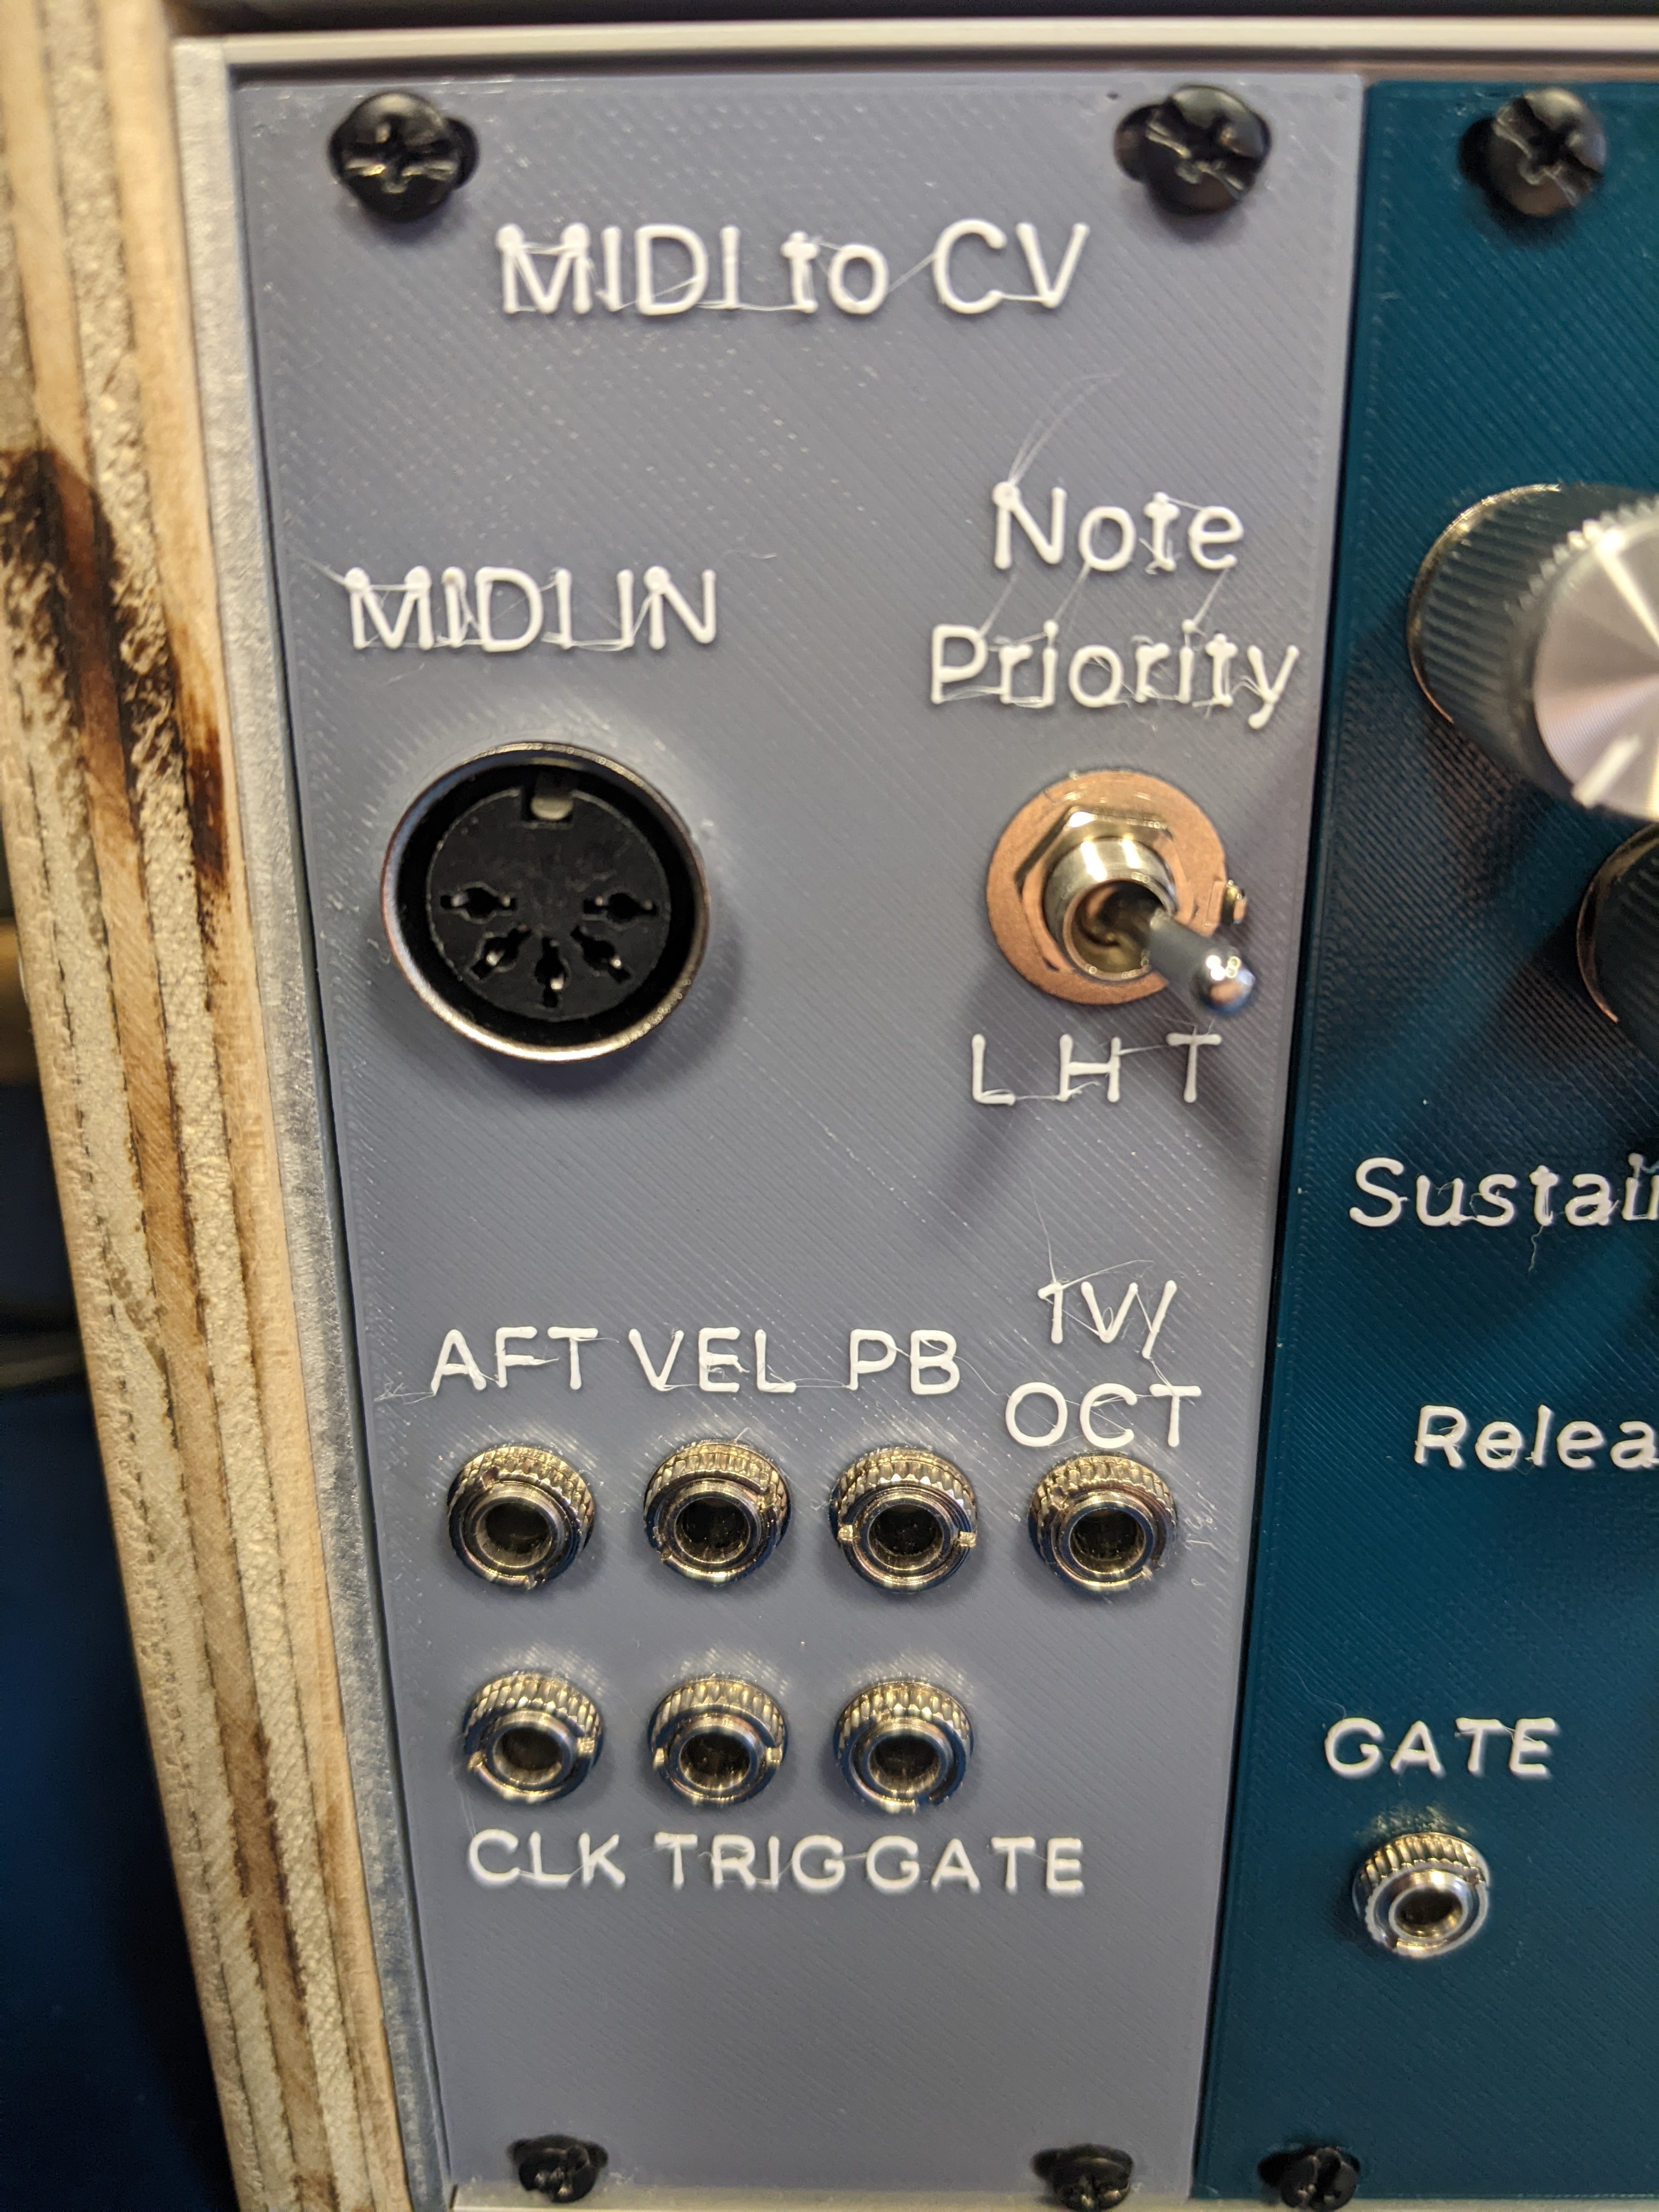 MIDI to CV
Note
Priority
MIDI IN
L H T
1V/
OCT
AFT VEL PB
CLK TRIG GATE
Sustai
Relea
GATE